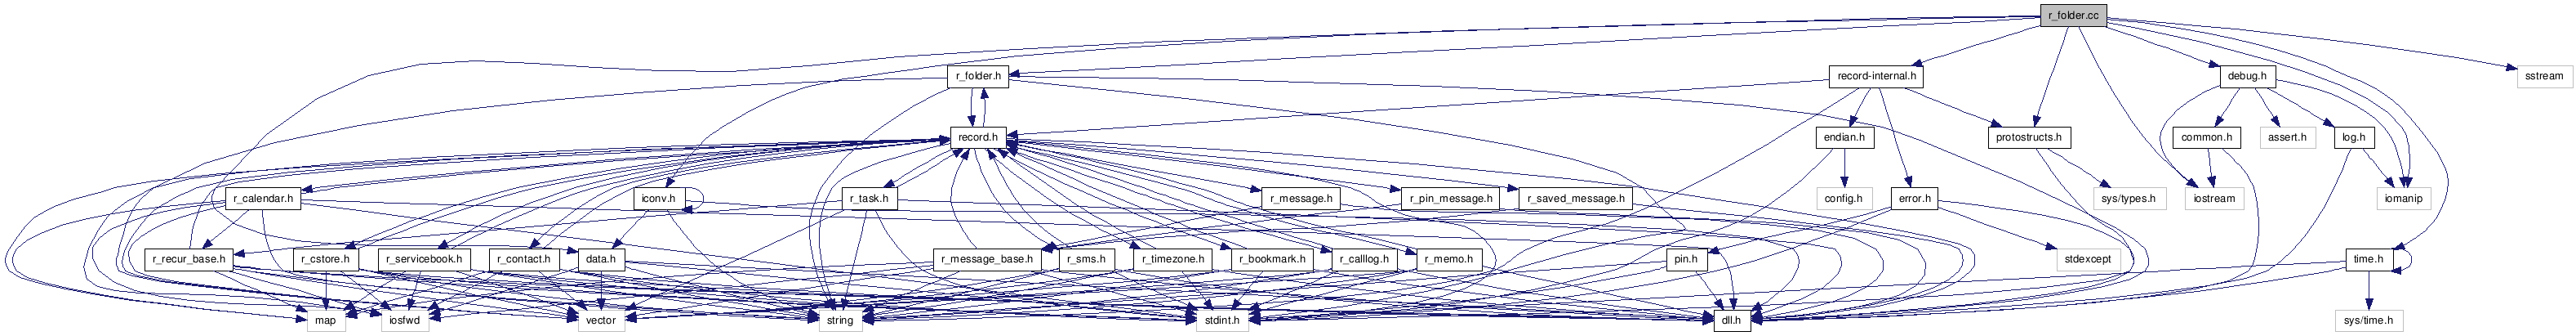 r_folder.cc
r_folder.h
record-internal.h
debug.h
sstream
record.h
endian.h
protostructs.h
common.h
assert.h
log.h
r_calendar.h
iconv.h
r_task.h
r_message.h
r_pin_message.h
r_saved_message.h
config.h
error.h
sys/types.h
iostream
iomanip
r_recur_base.h
r_cstore.h
r_servicebook.h
r_contact.h
data.h
r_message_base.h
r_sms.h
r_timezone.h
r_bookmark.h
r_calllog.h
r_memo.h
pin.h
stdexcept
time.h
map
iosfwd
vector
string
stdint.h
dll.h
sys/time.h